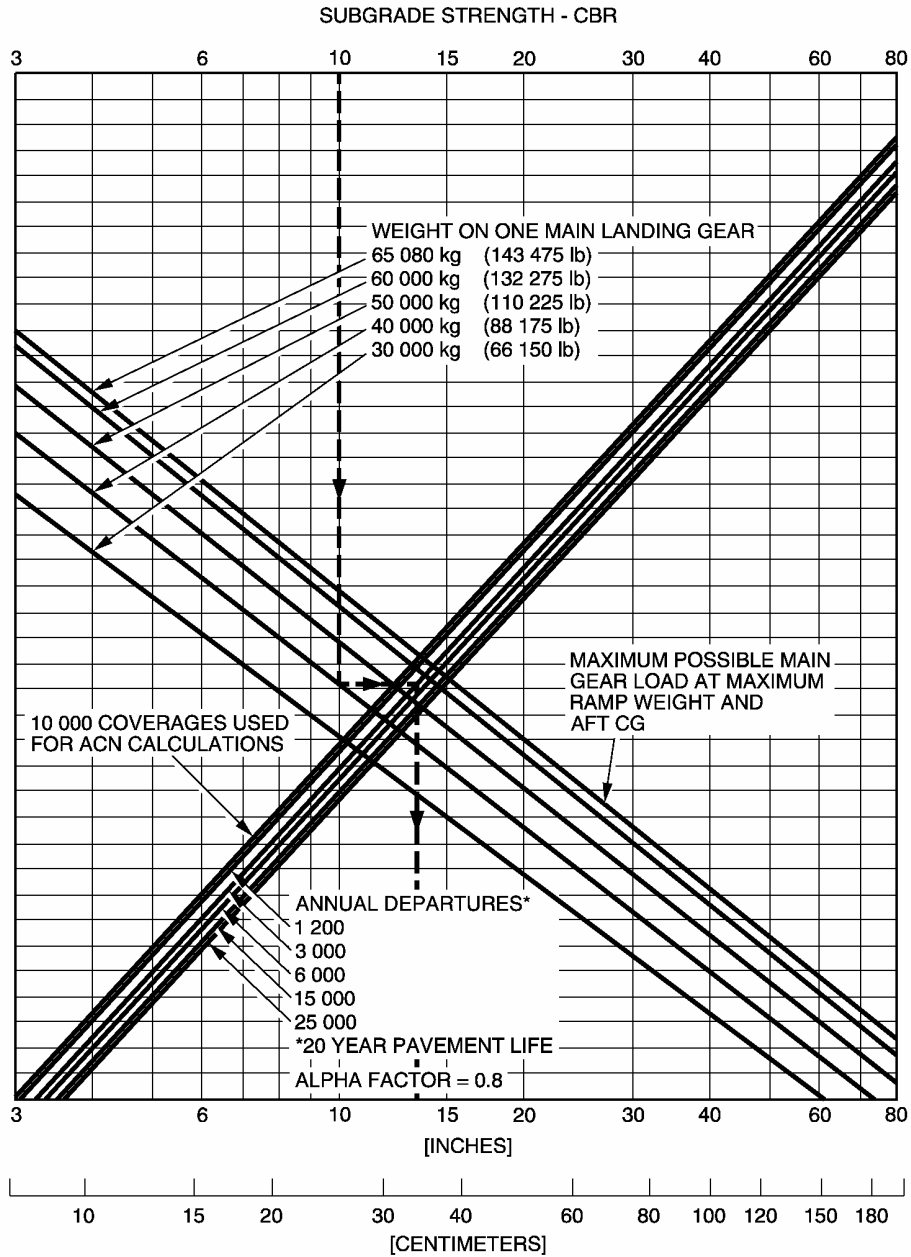 SUBGRADE STRENGTH - CBR
3 6 10 15 20 30 40 60 80
WEIGHT ON ONE MAIN LANDING GEAR
65 080 kg (143 475 lb)
60 000 kg (132 275 lb)
50 000 kg (110 225 lb)
40 000 kg (88 175 lb)
30 000 kg (66 150 lb)
MAXIMUM POSSIBLE MAIN
GEAR LOAD AT MAXIMUM
RAMP WEIGHT AND
AFT CG
10 000 COVERAGES USED
FOR ACN CALCULATIONS
ANNUAL DEPARTURES*
1 200
3 000
6 000
15 000
25 000
*20 YEAR PAVEMENT LIFE
ALPHA FACTOR = 0.8
3 6 10 15 20 30 40 60 80
[INCHES]
10 15 20 30 40 60 80 100 120 150 180
[CENTIMETERS]